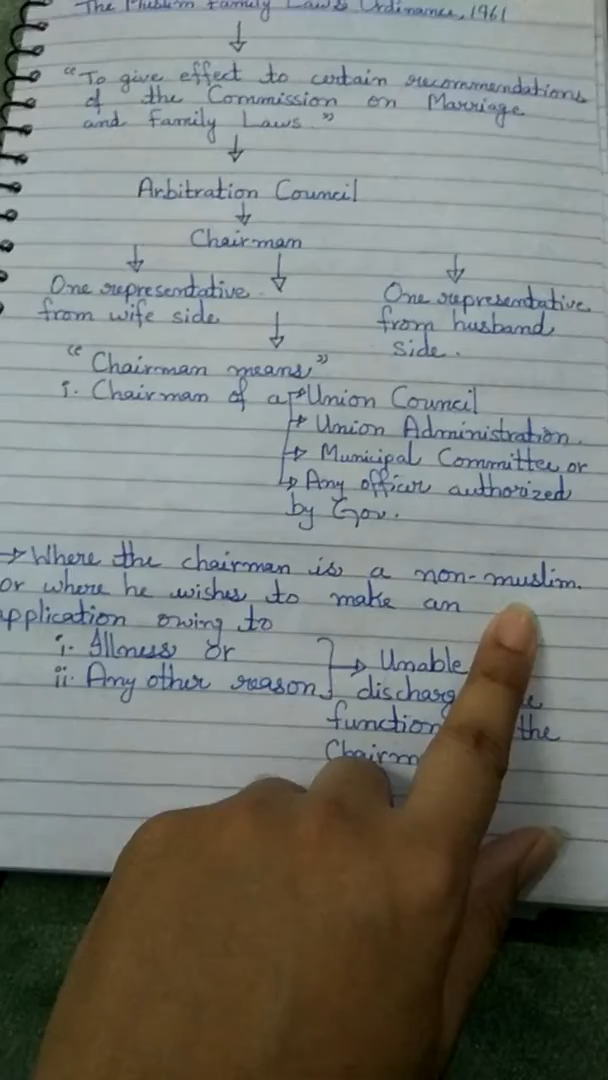 The Muslim Family Laws Ordinance, 1961
"To give effect to certain recommendations
of the Commission on Marriage
and Family Laws."
Arbitration Council
Chairman
One representative
from wife side
One representative
from husband
side.
"Chairman means"
i. Chairman of a → Union Council
→ Union Administration.
→ Municipal Committee or
→ Any officer authorized
by Gov.
→ Where the chairman is a non-muslim.
or where he wishes to make an
application owing to
i. Illness or
ii. Any other reason
→ Unable
discharg
function the
Chairm